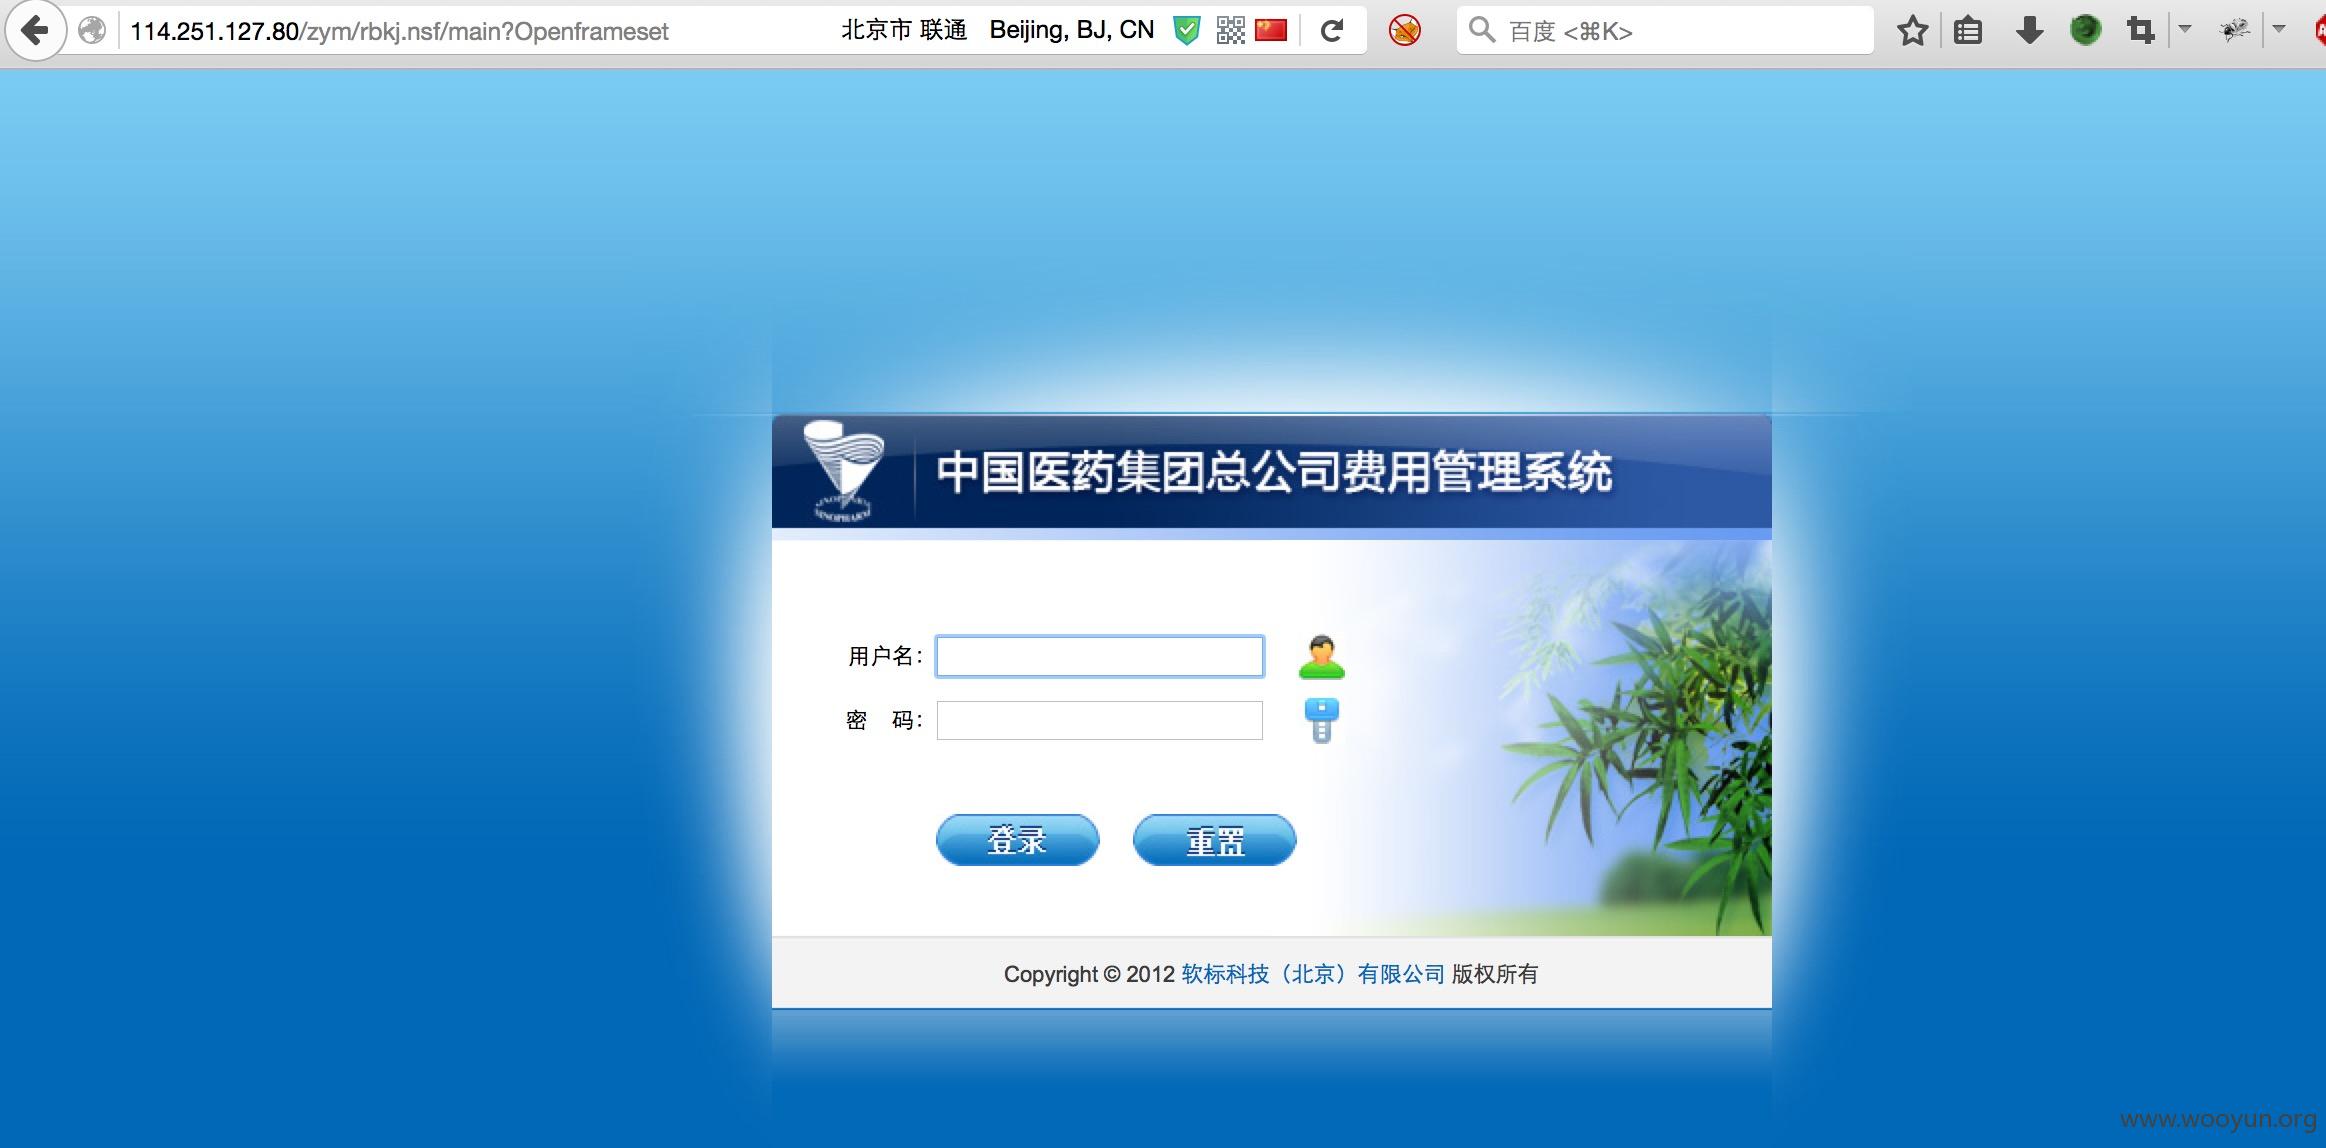 114.251.127.80/zym/rbkj.nsf/main?Openframeset 北京市 联通 Beijing, BJ, CN 百度 <⌘K>
中国医药集团总公司费用管理系统
SINOPHARM
用户名：
密 码：
登录 重置
Copyright © 2012 软标科技（北京）有限公司 版权所有
www.wooyun.org